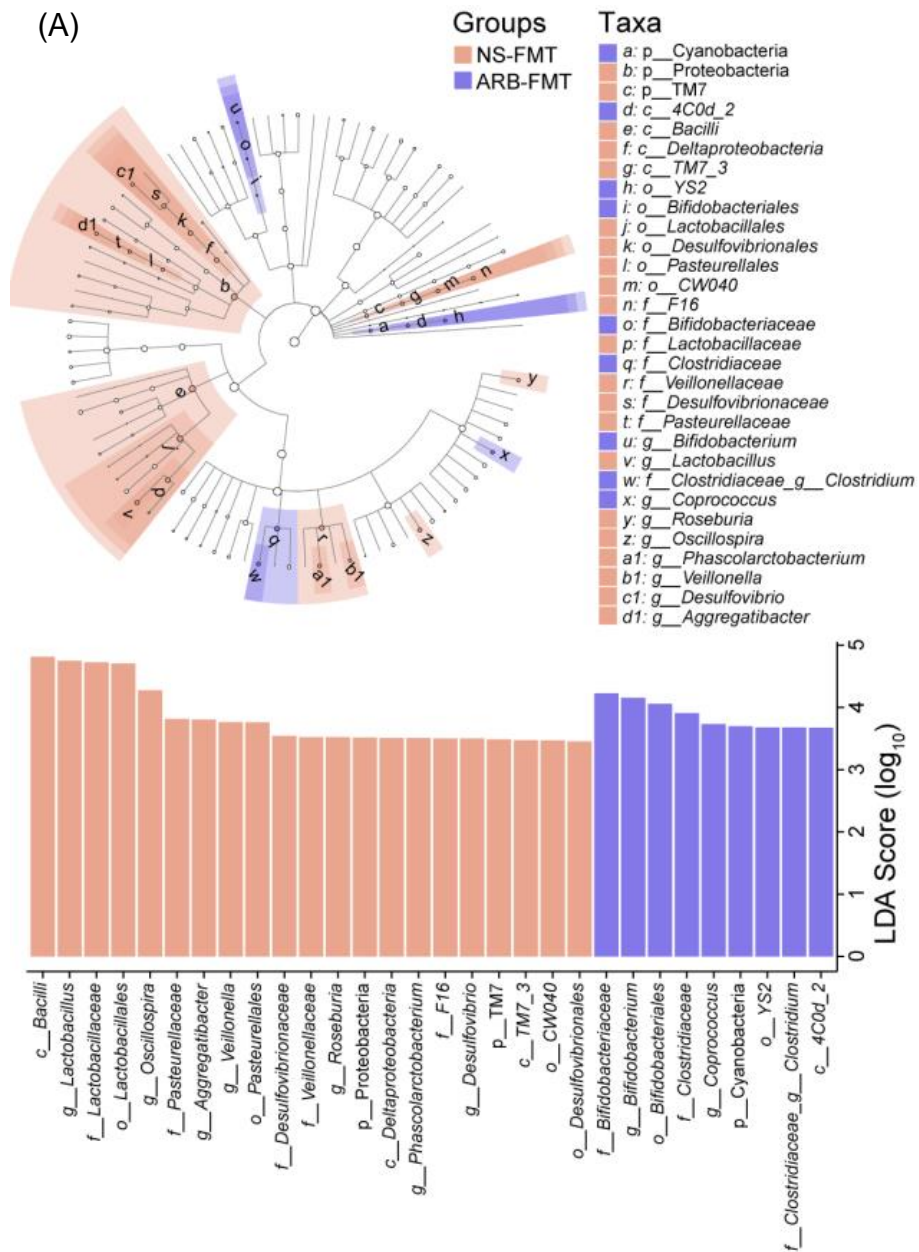 (A)
Groups
NS-FMT
ARB-FMT
Taxa
a: p__Cyanobacteria
b: p__Proteobacteria
c: p__TM7
d: c__4C0d_2
e: c__Bacilli
f: c__Deltaproteobacteria
g: c__TM7_3
h: o__YS2
i: o__Bifidobacteriales
j: o__Lactobacillales
k: o__Desulfovibrionales
l: o__Pasteurellales
m: o__CW040
n: f__F16
o: f__Bifidobacteriaceae
p: f__Lactobacillaceae
q: f__Clostridiaceae
r: f__Veillonellaceae
s: f__Desulfovibrionaceae
t: f__Pasteurellaceae
u: g__Bifidobacterium
v: g__Lactobacillus
w: f__Clostridiaceae_g__Clostridium
x: g__Coprococcus
y: g__Roseburia
z: g__Oscillospira
a1: g__Phascolarctobacterium
b1: g__Veillonella
c1: g__Desulfovibrio
d1: g__Aggregatibacter
u
o
i
c1
s
k
f
d1
t
l
b
c
g
m
n
a
d
h
e
j
p
v
y
x
z
q
w
r
a1
b1
5
4
3
2
1
0
LDA Score (log10)
c__Bacilli
g__Lactobacillus
f__Lactobacillaceae
o__Lactobacillales
g__Oscillospira
f__Pasteurellaceae
g__Aggregatibacter
g__Veillonella
o__Pasteurellales
f__Desulfovibrionaceae
f__Veillonellaceae
g__Roseburia
p__Proteobacteria
c__Deltaproteobacteria
g__Phascolarctobacterium
f__F16
g__Desulfovibrio
p__TM7
c__TM7_3
o__CW040
o__Desulfovibrionales
f__Bifidobacteriaceae
g__Bifidobacterium
o__Bifidobacteriales
f__Clostridiaceae
g__Coprococcus
p__Cyanobacteria
o__YS2
f__Clostridiaceae_g__Clostridium
c__4C0d_2